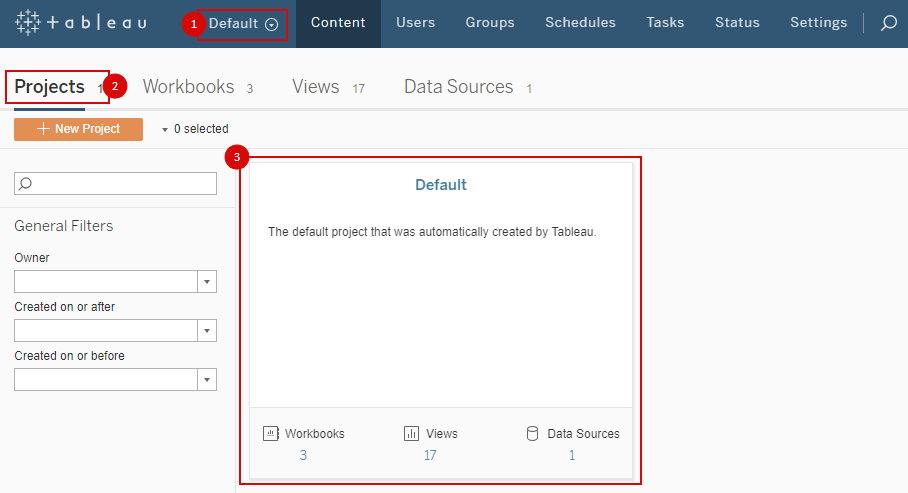 tableau 1 Default Content Users Groups Schedules Tasks Status Settings
Projects 1 2 Workbooks 3 Views 17 Data Sources 1
New Project 0 selected
3
Default
General Filters
The default project that was automatically created by Tableau.
Owner
Created on or after
Created on or before
Workbooks Views Data Sources
3 17 1